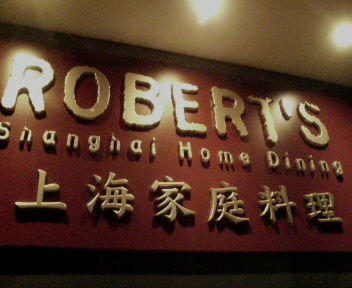 ROBERT'S
Shanghai Home Dining
上海家庭料理